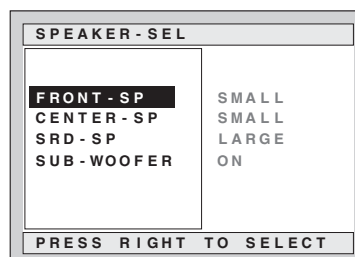 SPEAKER-SEL
FRONT-SP SMALL
CENTER-SP SMALL
SRD-SP LARGE
SUB-WOOFER ON
PRESS RIGHT TO SELECT